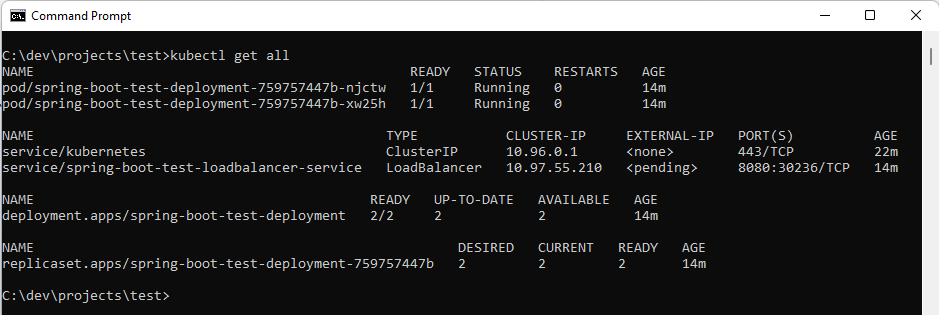 Command Prompt
C:\dev\projects\test>kubectl get all
NAME                                               READY   STATUS    RESTARTS   AGE
pod/spring-boot-test-deployment-759757447b-njctw   1/1     Running   0          14m
pod/spring-boot-test-deployment-759757447b-xw25h   1/1     Running   0          14m
NAME                                            TYPE           CLUSTER-IP     EXTERNAL-IP   PORT(S)          AGE
service/kubernetes                              ClusterIP      10.96.0.1      <none>        443/TCP          22m
service/spring-boot-test-loadbalancer-service   LoadBalancer   10.97.55.210   <pending>     8080:30236/TCP   14m
NAME                                          READY   UP-TO-DATE   AVAILABLE   AGE
deployment.apps/spring-boot-test-deployment   2/2     2            2           14m
NAME                                                     DESIRED   CURRENT   READY   AGE
replicaset.apps/spring-boot-test-deployment-759757447b   2         2         2       14m
C:\dev\projects\test>